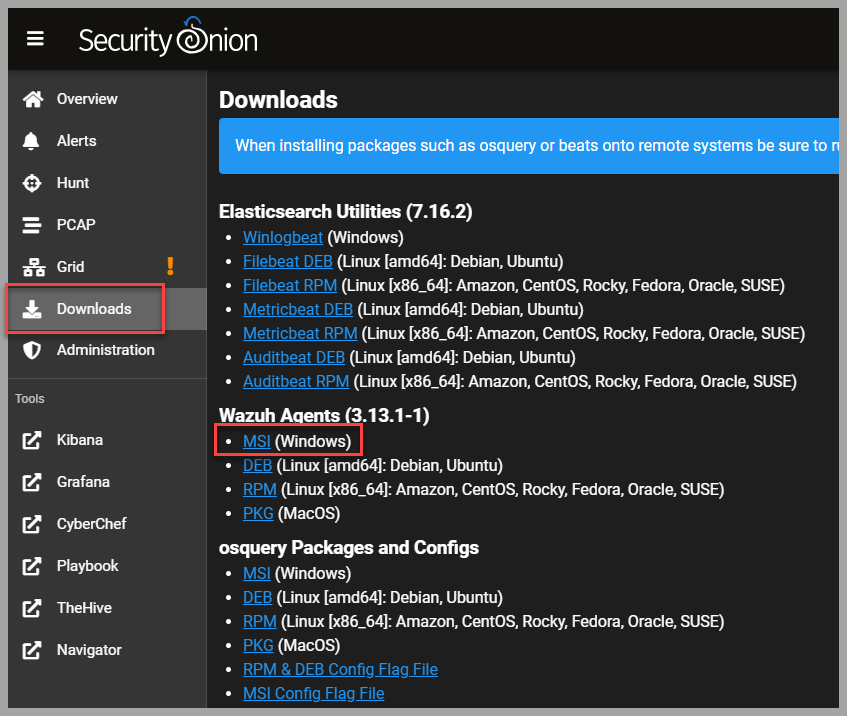 Security Onion
Overview
Alerts
Hunt
PCAP
Grid
Downloads
Administration
Tools
Kibana
Grafana
CyberChef
Playbook
TheHive
Navigator
Downloads
When installing packages such as osquery or beats onto remote systems be sure to
Elasticsearch Utilities (7.16.2)
• Winlogbeat (Windows)
• Filebeat DEB (Linux [amd64]: Debian, Ubuntu)
• Filebeat RPM (Linux [x86_64]: Amazon, CentOS, Rocky, Fedora, Oracle, SUSE)
• Metricbeat DEB (Linux [amd64]: Debian, Ubuntu)
• Metricbeat RPM (Linux [x86_64]: Amazon, CentOS, Rocky, Fedora, Oracle, SUSE)
• Auditbeat DEB (Linux [amd64]: Debian, Ubuntu)
• Auditbeat RPM (Linux [x86_64]: Amazon, CentOS, Rocky, Fedora, Oracle, SUSE)
Wazuh Agents (3.13.1-1)
• MSI (Windows)
• DEB (Linux [amd64]: Debian, Ubuntu)
• RPM (Linux [x86_64]: Amazon, CentOS, Rocky, Fedora, Oracle, SUSE)
• PKG (MacOS)
osquery Packages and Configs
• MSI (Windows)
• DEB (Linux [amd64]: Debian, Ubuntu)
• RPM (Linux [x86_64]: Amazon, CentOS, Rocky, Fedora, Oracle, SUSE)
• PKG (MacOS)
• RPM & DEB Config Flag File
• MSI Config Flag File